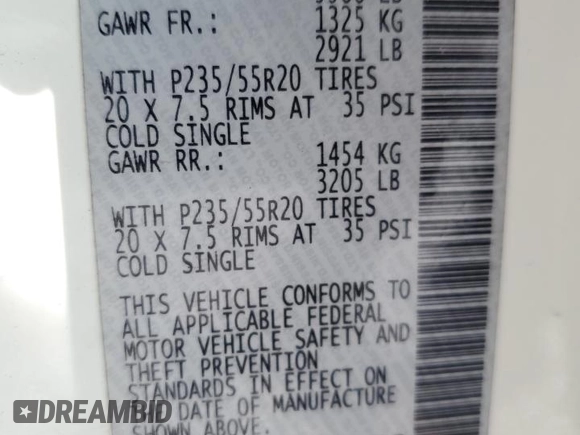 GAWR FR.: 1325 KG
2921 LB
WITH P235/55R20 TIRES
20 X 7.5 RIMS AT 35 PSI
COLD SINGLE
GAWR RR.: 1454 KG
3205 LB
WITH P235/55R20 TIRES
20 X 7.5 RIMS AT 35 PSI
COLD SINGLE
THIS VEHICLE CONFORMS TO
ALL APPLICABLE FEDERAL
MOTOR VEHICLE SAFETY AND
THEFT PREVENTION
STANDARDS IN EFFECT ON
DATE OF MANUFACTURE
SHOWN ABOVE.
DREAMBID